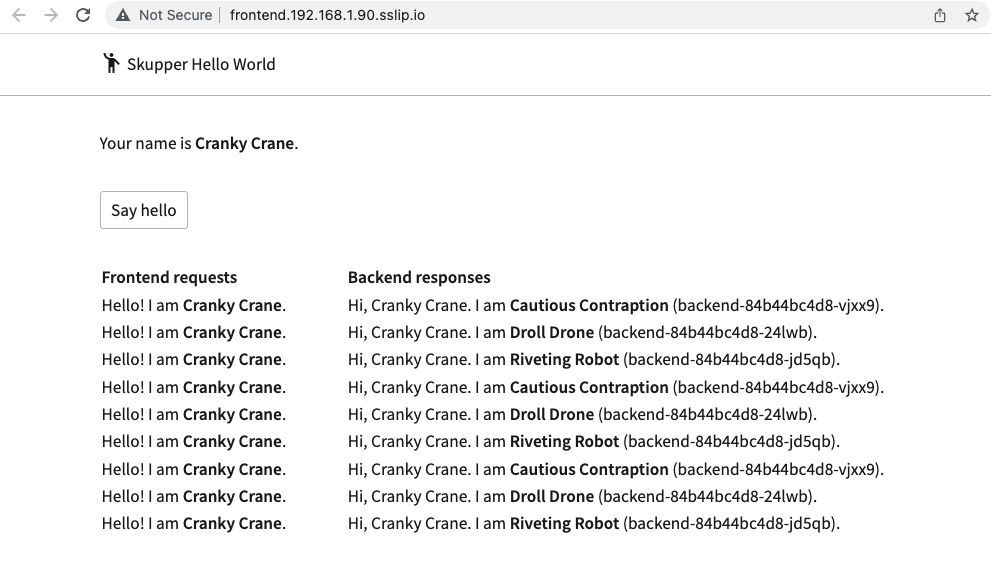 Not Secure | frontend.192.168.1.90.sslip.io
Skupper Hello World
Your name is Cranky Crane.
Say hello
Frontend requests Backend responses
Hello! I am Cranky Crane. Hi, Cranky Crane. I am Cautious Contraption (backend-84b44bc4d8-vjxx9).
Hello! I am Cranky Crane. Hi, Cranky Crane. I am Droll Drone (backend-84b44bc4d8-24lwb).
Hello! I am Cranky Crane. Hi, Cranky Crane. I am Riveting Robot (backend-84b44bc4d8-jd5qb).
Hello! I am Cranky Crane. Hi, Cranky Crane. I am Cautious Contraption (backend-84b44bc4d8-vjxx9).
Hello! I am Cranky Crane. Hi, Cranky Crane. I am Droll Drone (backend-84b44bc4d8-24lwb).
Hello! I am Cranky Crane. Hi, Cranky Crane. I am Riveting Robot (backend-84b44bc4d8-jd5qb).
Hello! I am Cranky Crane. Hi, Cranky Crane. I am Cautious Contraption (backend-84b44bc4d8-vjxx9).
Hello! I am Cranky Crane. Hi, Cranky Crane. I am Droll Drone (backend-84b44bc4d8-24lwb).
Hello! I am Cranky Crane. Hi, Cranky Crane. I am Riveting Robot (backend-84b44bc4d8-jd5qb).